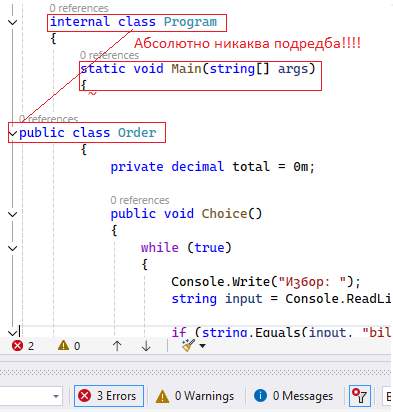 0 references
internal class Program
Абсолютно никаква подредба!!!!
{
0 references
static void Main(string[] args)
{
0 references
public class Order
{
private decimal total = 0m;
0 references
public void Choice()
{
while (true)
{
Console.Write("Избор: ");
string input = Console.ReadLi
if (string.Equals(input, "bil
2 0
3 Errors 0 Warnings 0 Messages